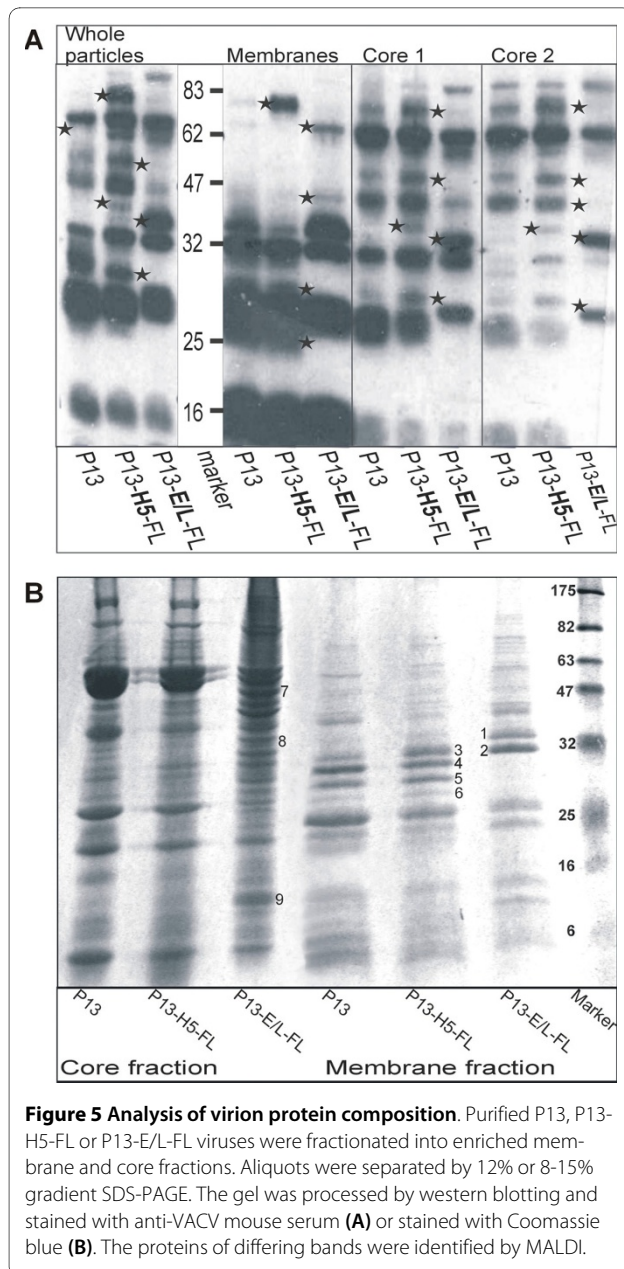 A
Whole particles
Membranes
Core 1
Core 2
83
62
47
32
25
16
P13
P13-H5-FL
P13-E/L-FL
marker
P13
P13-H5-FL
P13-E/L-FL
P13
P13-H5-FL
P13-E/L-FL
P13
P13-H5-FL
P13-E/L-FL
B
175
82
63
47
32
25
16
6
7
8
9
3
4
5
6
1
2
P13
P13-H5-FL
P13-E/L-FL
P13
P13-H5-FL
P13-E/L-FL
Marker
Core fraction
Membrane fraction
Figure 5 Analysis of virion protein composition. Purified P13, P13-
H5-FL or P13-E/L-FL viruses were fractionated into enriched mem-
brane and core fractions. Aliquots were separated by 12% or 8-15%
gradient SDS-PAGE. The gel was processed by western blotting and
stained with anti-VACV mouse serum (A) or stained with Coomassie
blue (B). The proteins of differing bands were identified by MALDI.